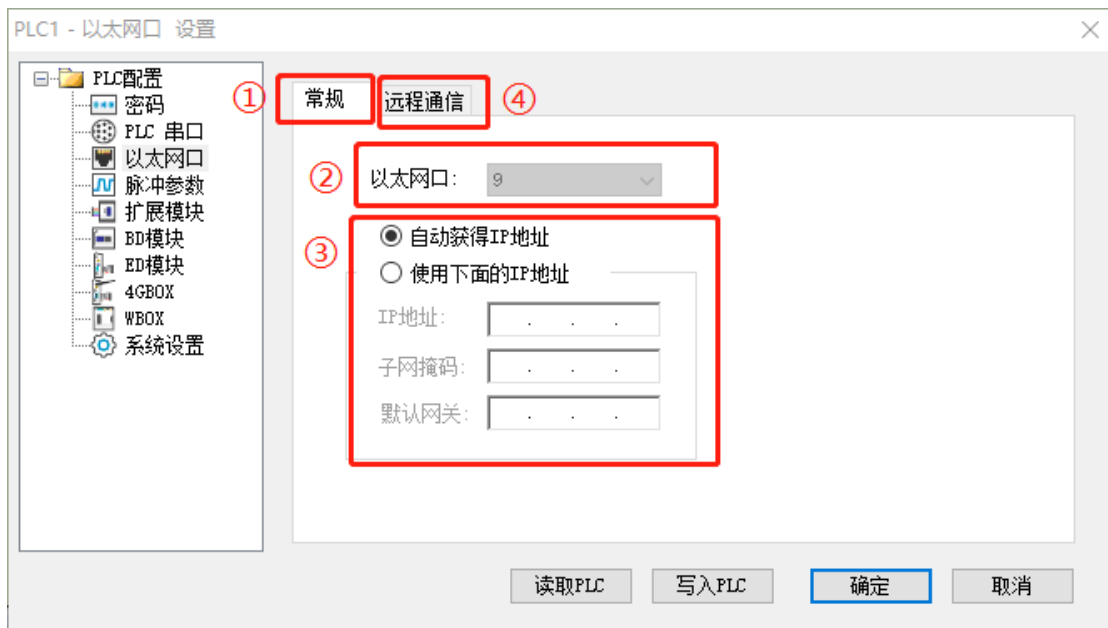 PLC1 - 以太网口 设置
PLC配置
密码
PLC 串口
以太网口
脉冲参数
扩展模块
BD模块
ED模块
4GBOX
WBOX
系统设置
① 常规 远程通信 ④
② 以太网口: 9
③ 自动获得IP地址
使用下面的IP地址
IP地址: . . .
子网掩码: . . .
默认网关: . . .
读取PLC 写入PLC 确定 取消